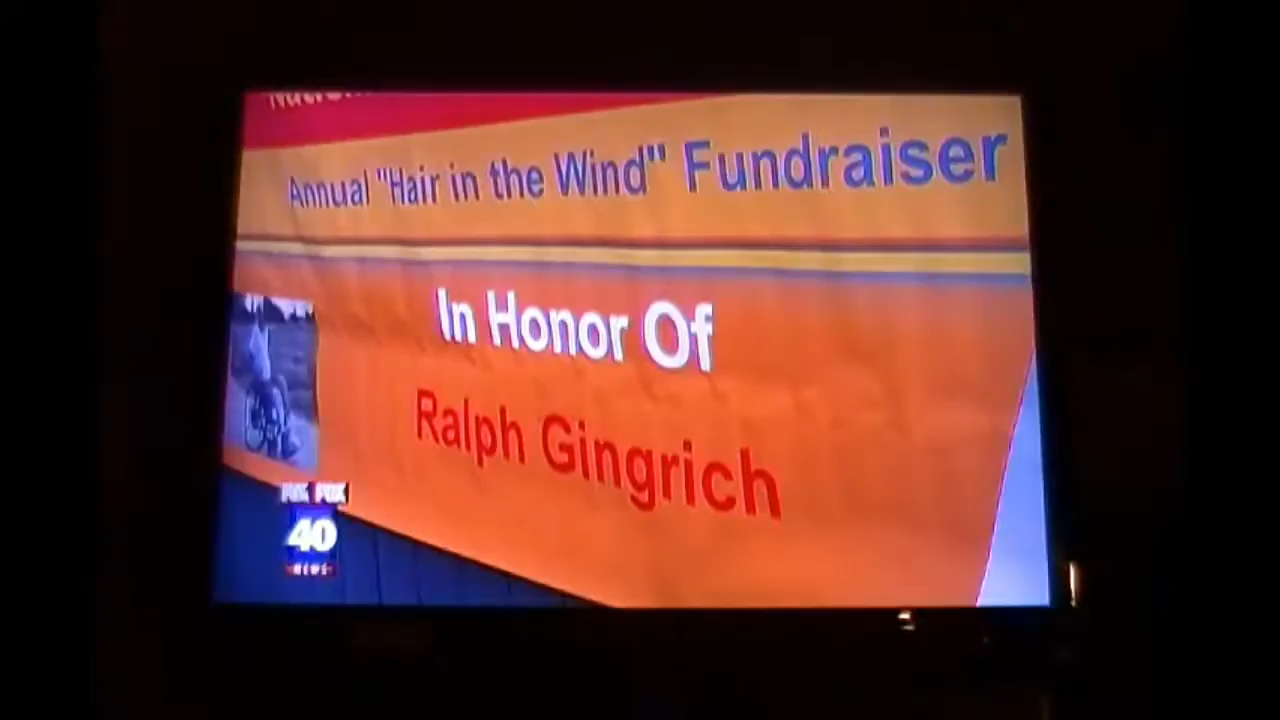 Annual "Hair in the Wind" Fundraiser
In Honor Of
Ralph Gingrich
FOX FOX
40
NEWS